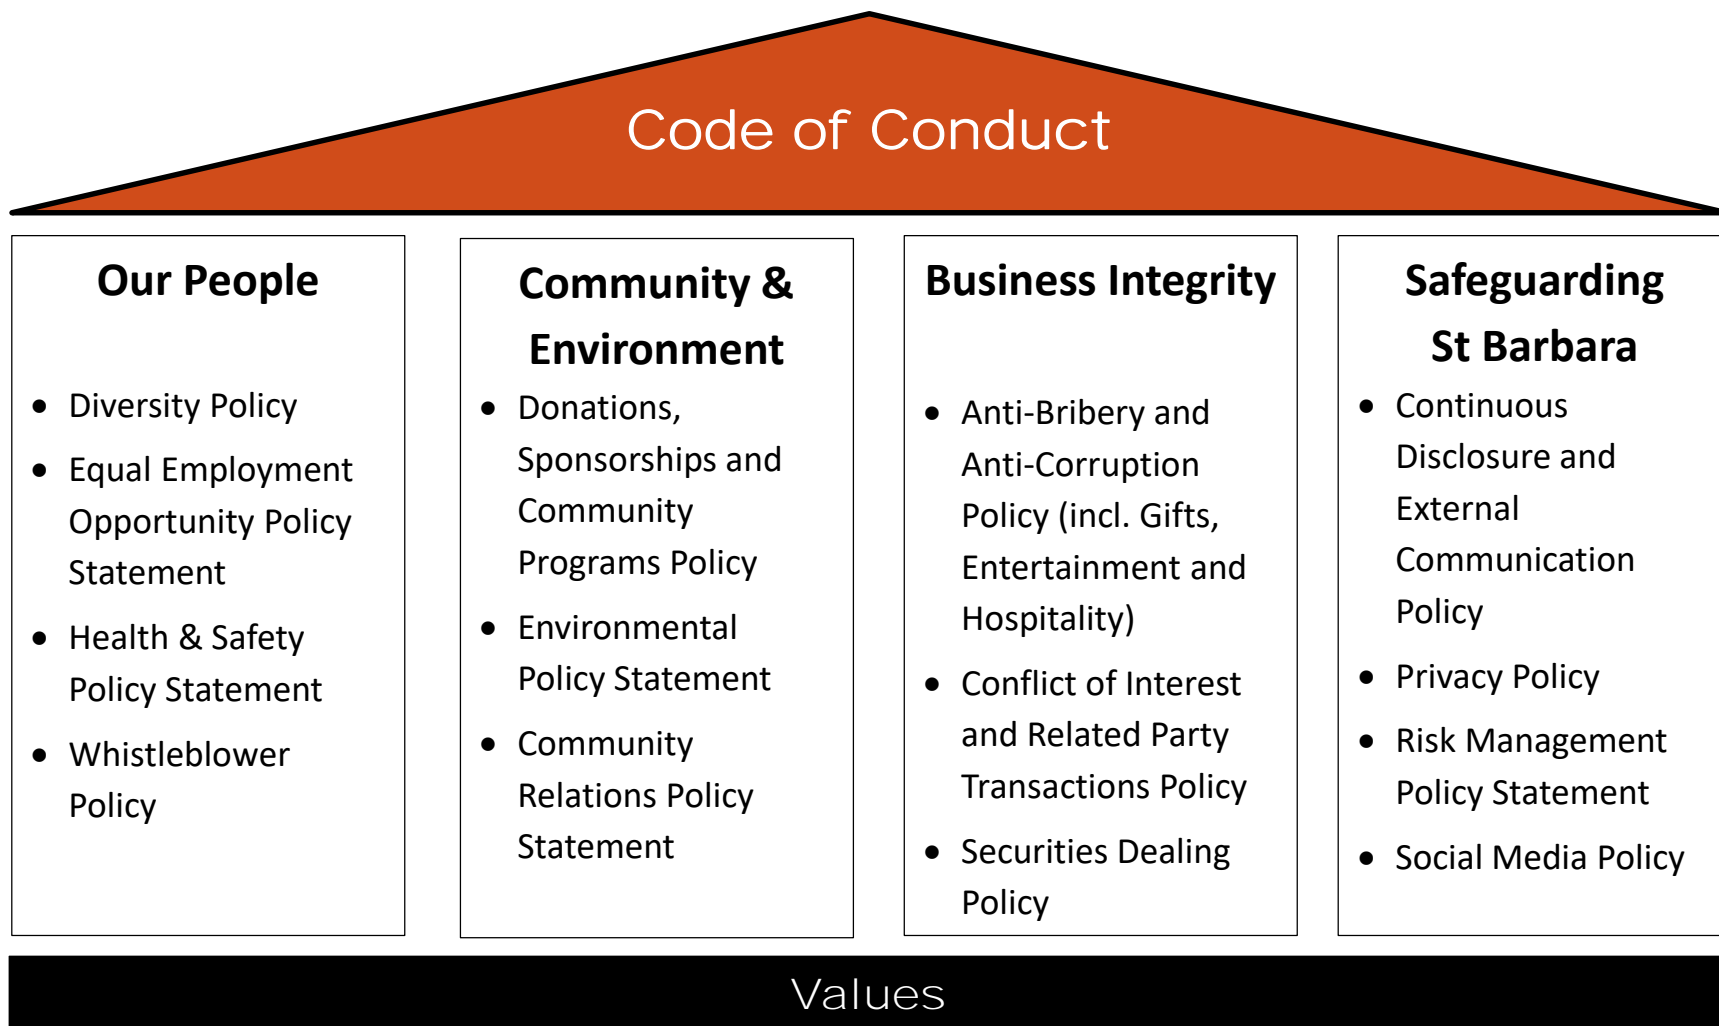 Code of Conduct
Our People
• Diversity Policy
• Equal Employment
Opportunity Policy
Statement
• Health & Safety
Policy Statement
• Whistleblower
Policy
Community &
Environment
• Donations,
Sponsorships and
Community
Programs Policy
• Environmental
Policy Statement
• Community
Relations Policy
Statement
Business Integrity
• Anti-Bribery and
Anti-Corruption
Policy (incl. Gifts,
Entertainment and
Hospitality)
• Conflict of Interest
and Related Party
Transactions Policy
• Securities Dealing
Policy
Safeguarding
St Barbara
• Continuous
Disclosure and
External
Communication
Policy
• Privacy Policy
• Risk Management
Policy Statement
• Social Media Policy
Values